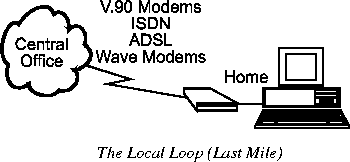 V.90 Modems
ISDN
ADSL
Wave Modems
Central
Office
Home
The Local Loop (Last Mile)